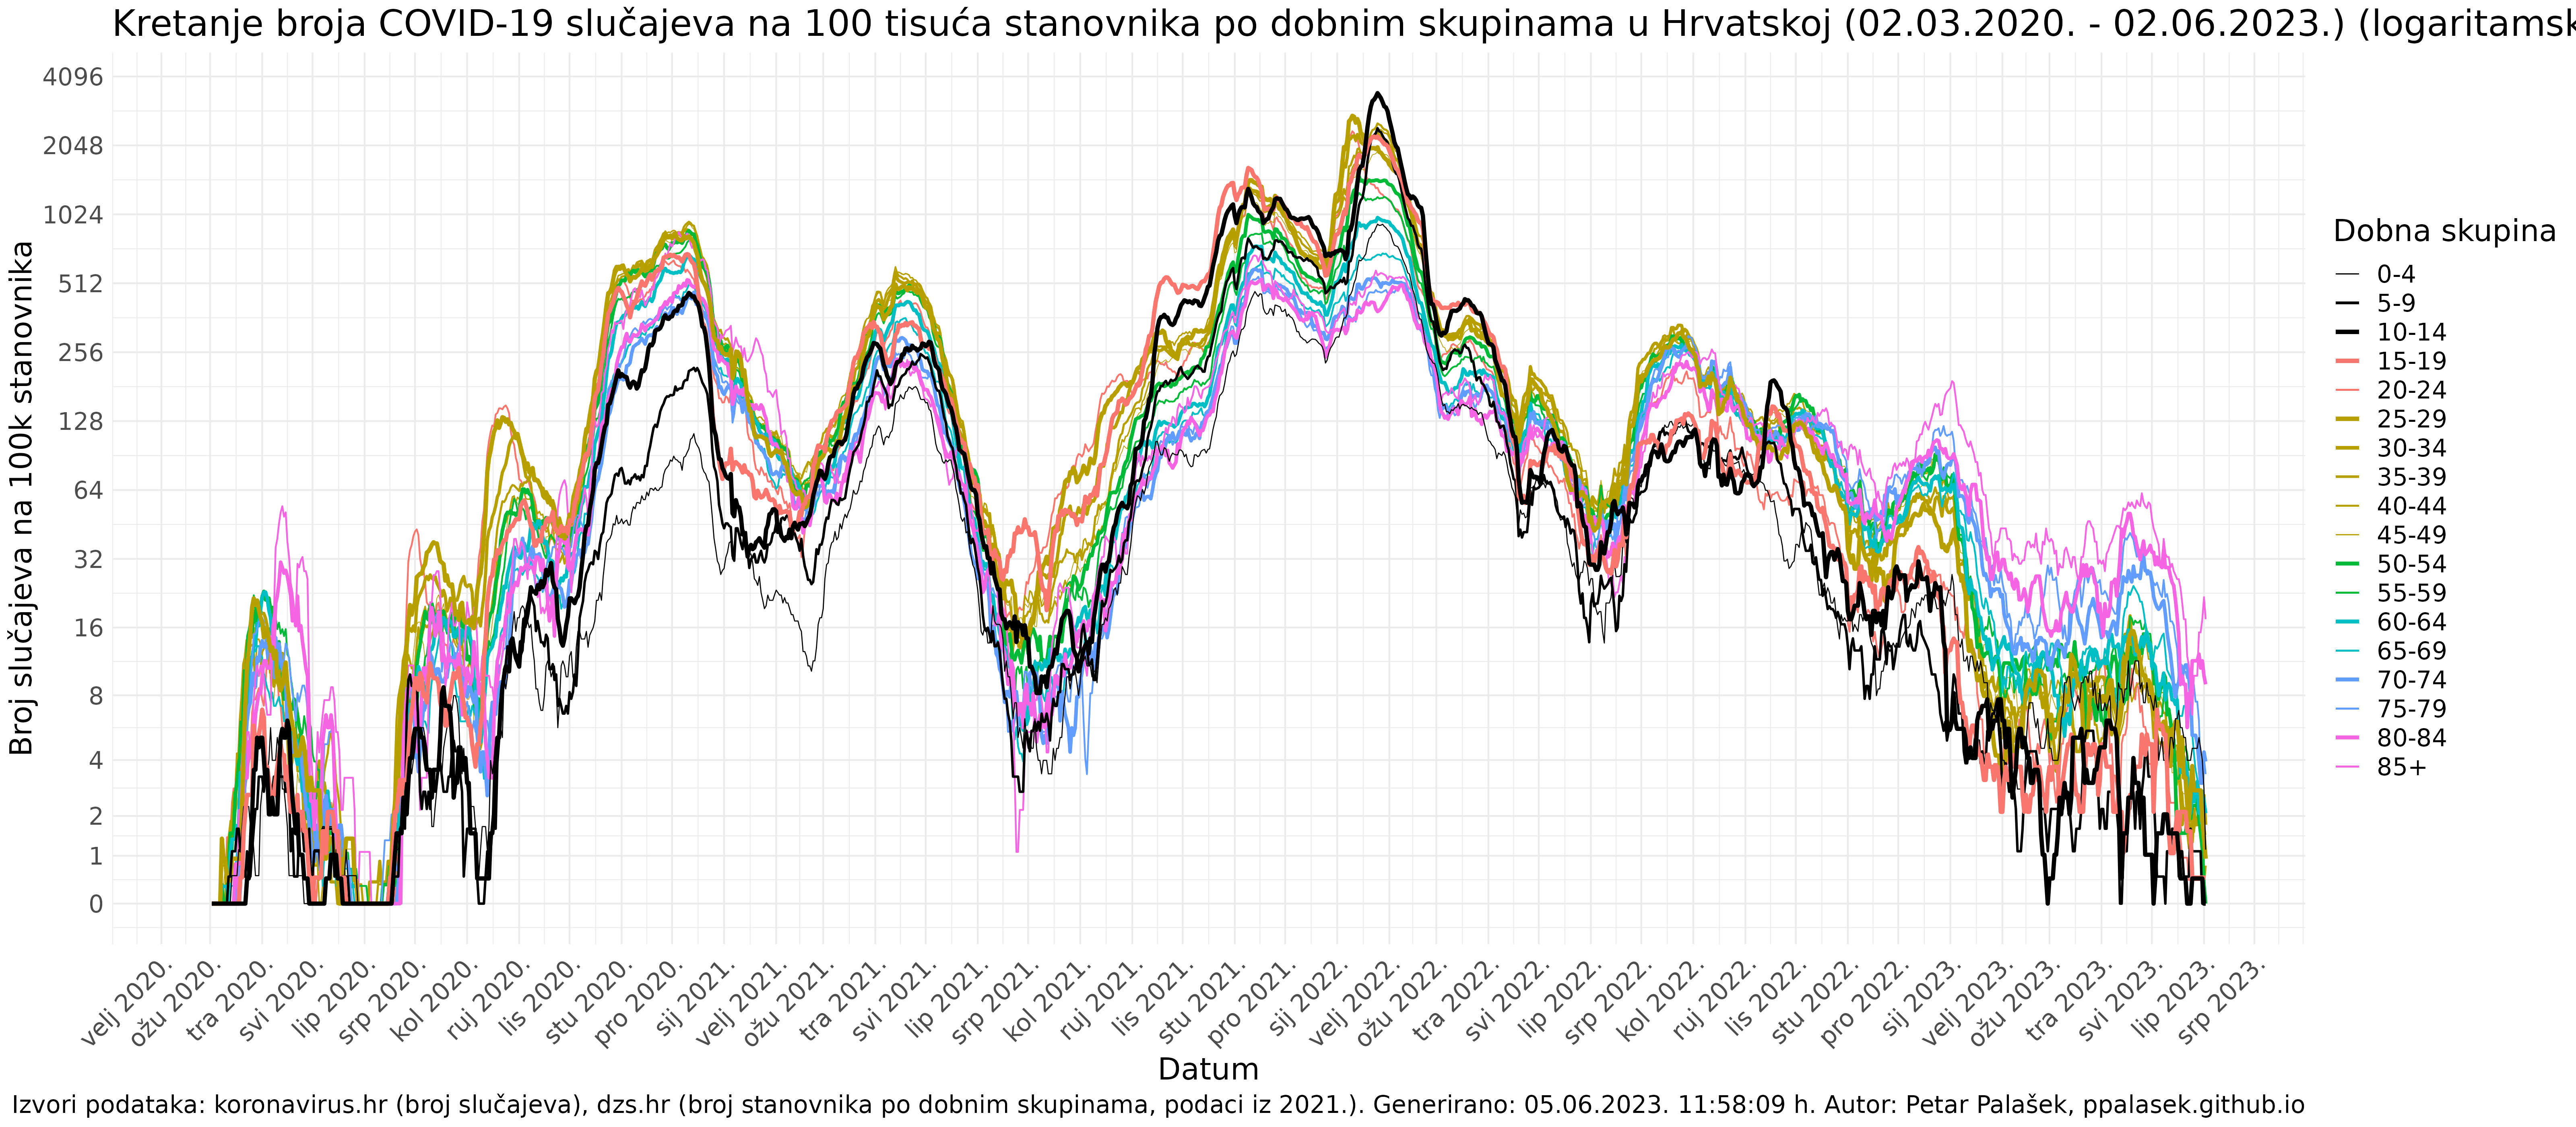 Kretanje broja COVID-19 slučajeva na 100 tisuća stanovnika po dobnim skupinama u Hrvatskoj (02.03.2020. - 02.06.2023.) (logaritamsk
Broj slučajeva na 100k stanovnika
4096
2048
1024
512
256
128
64
32
16
8
4
2
1
0
velj 2020.
ožu 2020.
tra 2020.
svi 2020.
lip 2020.
srp 2020.
kol 2020.
ruj 2020.
lis 2020.
stu 2020.
pro 2020.
sij 2021.
velj 2021.
ožu 2021.
tra 2021.
svi 2021.
lip 2021.
srp 2021.
kol 2021.
ruj 2021.
lis 2021.
stu 2021.
pro 2021.
sij 2022.
velj 2022.
ožu 2022.
tra 2022.
svi 2022.
lip 2022.
srp 2022.
kol 2022.
ruj 2022.
lis 2022.
stu 2022.
pro 2022.
sij 2023.
velj 2023.
ožu 2023.
tra 2023.
svi 2023.
lip 2023.
srp 2023.
Datum
Dobna skupina
0-4
5-9
10-14
15-19
20-24
25-29
30-34
35-39
40-44
45-49
50-54
55-59
60-64
65-69
70-74
75-79
80-84
85+
Izvori podataka: koronavirus.hr (broj slučajeva), dzs.hr (broj stanovnika po dobnim skupinama, podaci iz 2021.). Generirano: 05.06.2023. 11:58:09 h. Autor: Petar Palašek, ppalasek.github.io